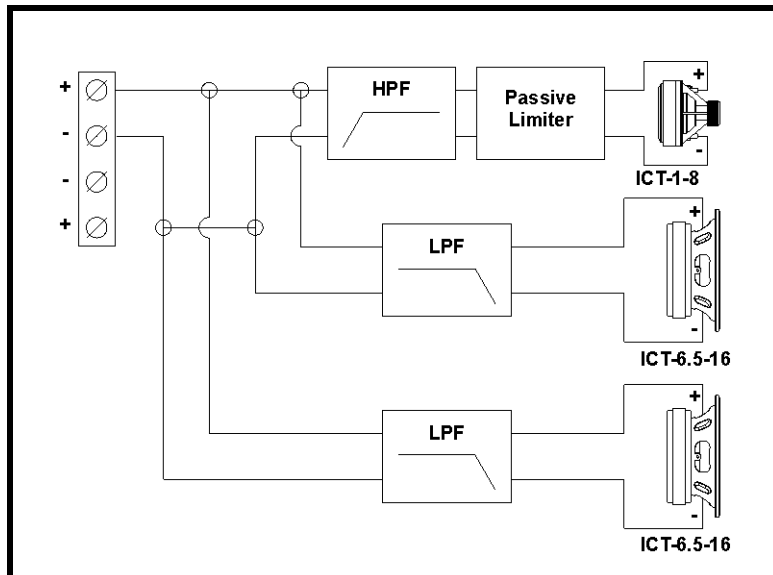 +
-
-
+
HPF
Passive
Limiter
+
-
ICT-1-8
LPF
+
-
ICT-6.5-16
LPF
+
-
ICT-6.5-16